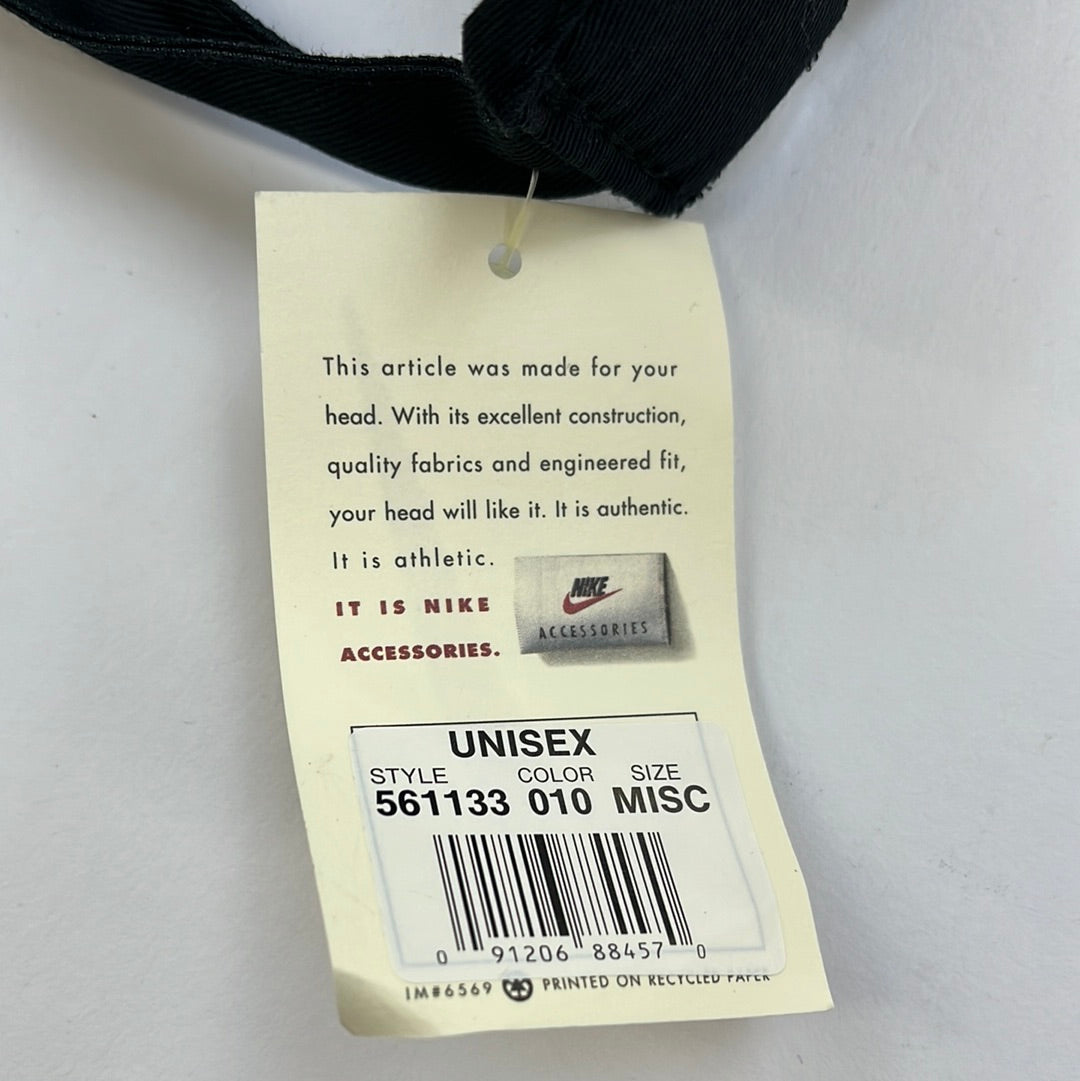 This article was made for your
head. With its excellent construction,
quality fabrics and engineered fit,
your head will like it. It is authentic.
It is athletic.
IT IS NIKE
ACCESSORIES.
NIKE
ACCESSORIES
UNISEX
STYLE COLOR SIZE
561133 010 MISC
0 91206 88457 0
IM#6569 PRINTED ON RECYCLED PAPER